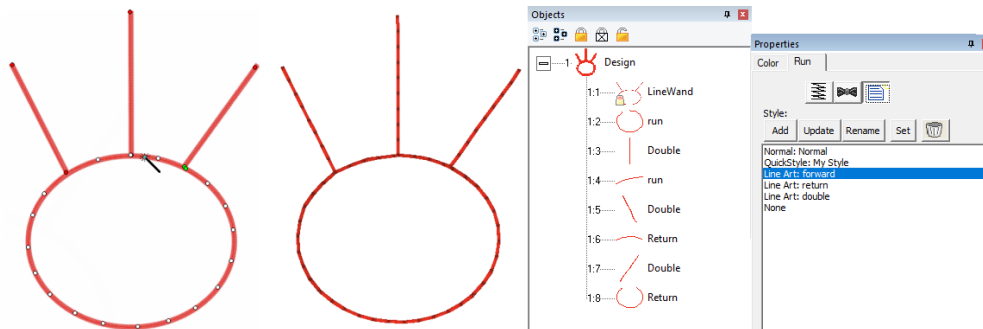 Objects
1
Design
1:1
LineWand
1:2
run
1:3
Double
1:4
run
1:5
Double
1:6
Return
1:7
Double
1:8
Return
Properties
Color Run
Style:
Add Update Rename Set
Normal: Normal
QuickStyle: My Style
Line Art: forward
Line Art: return
Line Art: double
None